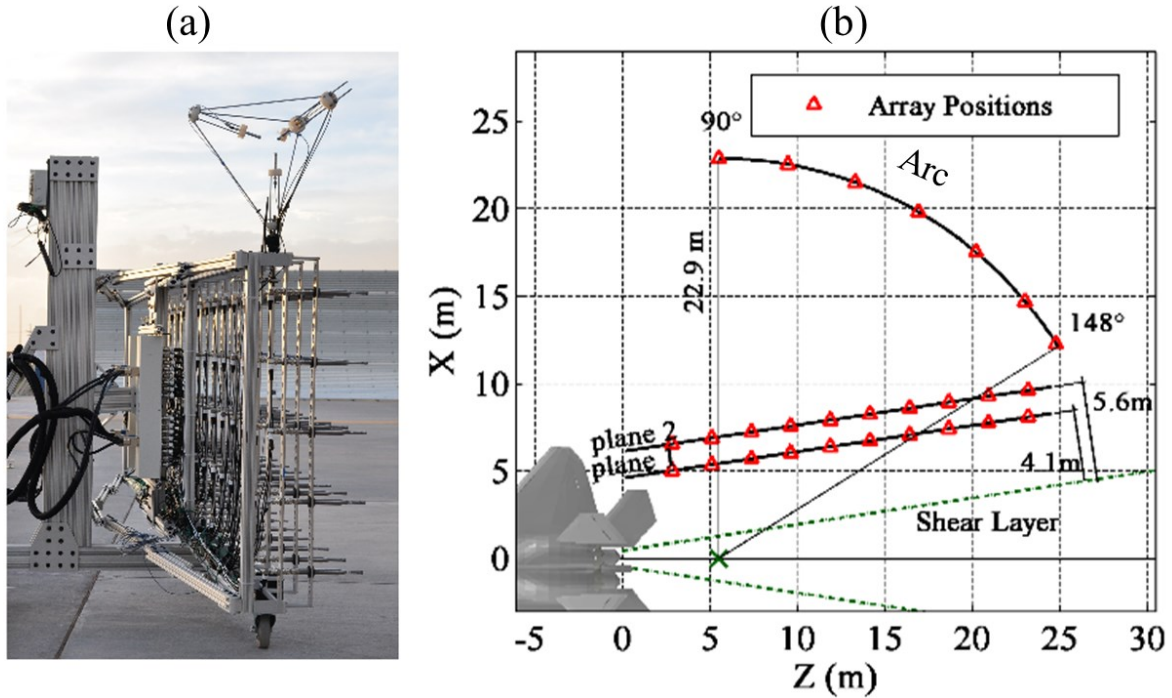 (a)
(b)
Array Positions
90°
Arc
148°
22.9 m
plane 2
plane 1
5.6m
4.1m
Shear Layer
X (m)
25
20
15
10
5
0
-5 0 5 10 15 20 25 30
Z (m)